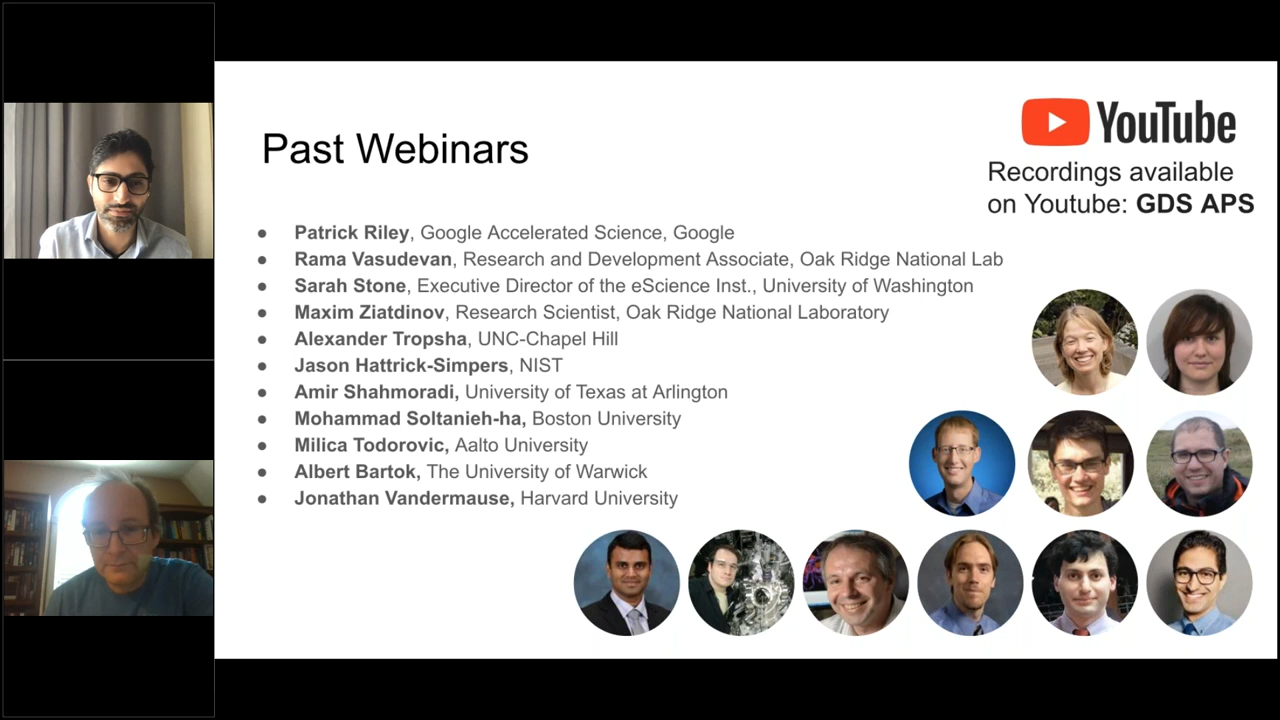 Past Webinars
YouTube
Recordings available
on Youtube: GDS APS
● Patrick Riley, Google Accelerated Science, Google
● Rama Vasudevan, Research and Development Associate, Oak Ridge National Lab
● Sarah Stone, Executive Director of the eScience Inst., University of Washington
● Maxim Ziatdinov, Research Scientist, Oak Ridge National Laboratory
● Alexander Tropsha, UNC-Chapel Hill
● Jason Hattrick-Simpers, NIST
● Amir Shahmoradi, University of Texas at Arlington
● Mohammad Soltanieh-ha, Boston University
● Milica Todorovic, Aalto University
● Albert Bartok, The University of Warwick
● Jonathan Vandermause, Harvard University